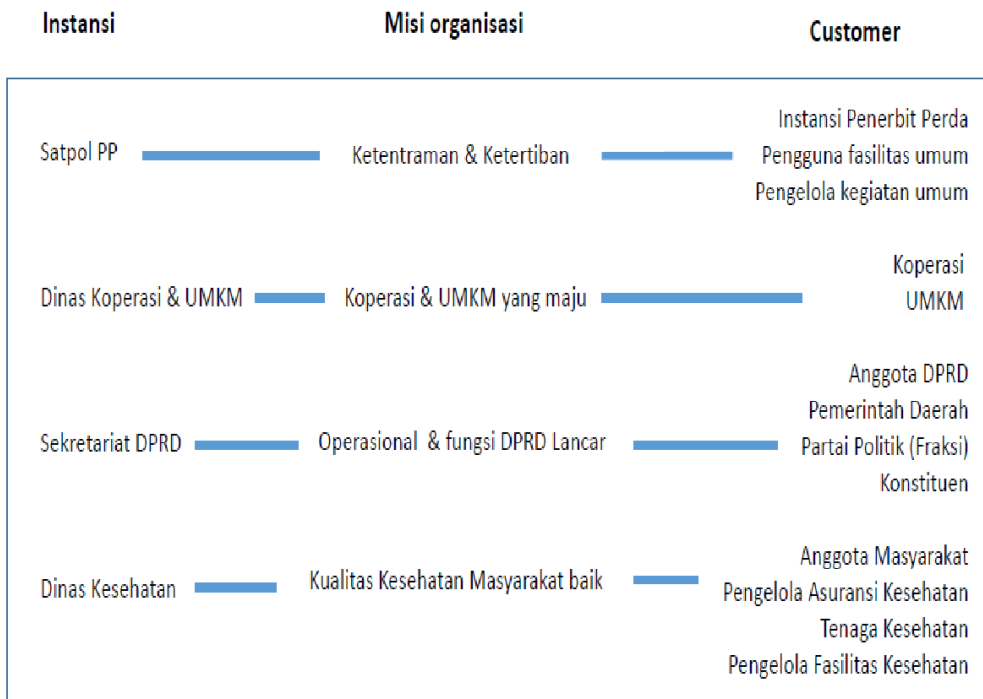 Instansi
Misi organisasi
Customer
Satpol PP
Ketentraman & Ketertiban
Instansi Penerbit Perda
Pengguna fasilitas umum
Pengelola kegiatan umum
Dinas Koperasi & UMKM
Koperasi & UMKM yang maju
Koperasi
UMKM
Sekretariat DPRD
Operasional & fungsi DPRD Lancar
Anggota DPRD
Pemerintah Daerah
Partai Politik (Fraksi)
Konstituen
Dinas Kesehatan
Kualitas Kesehatan Masyarakat baik
Anggota Masyarakat
Pengelola Asuransi Kesehatan
Tenaga Kesehatan
Pengelola Fasilitas Kesehatan